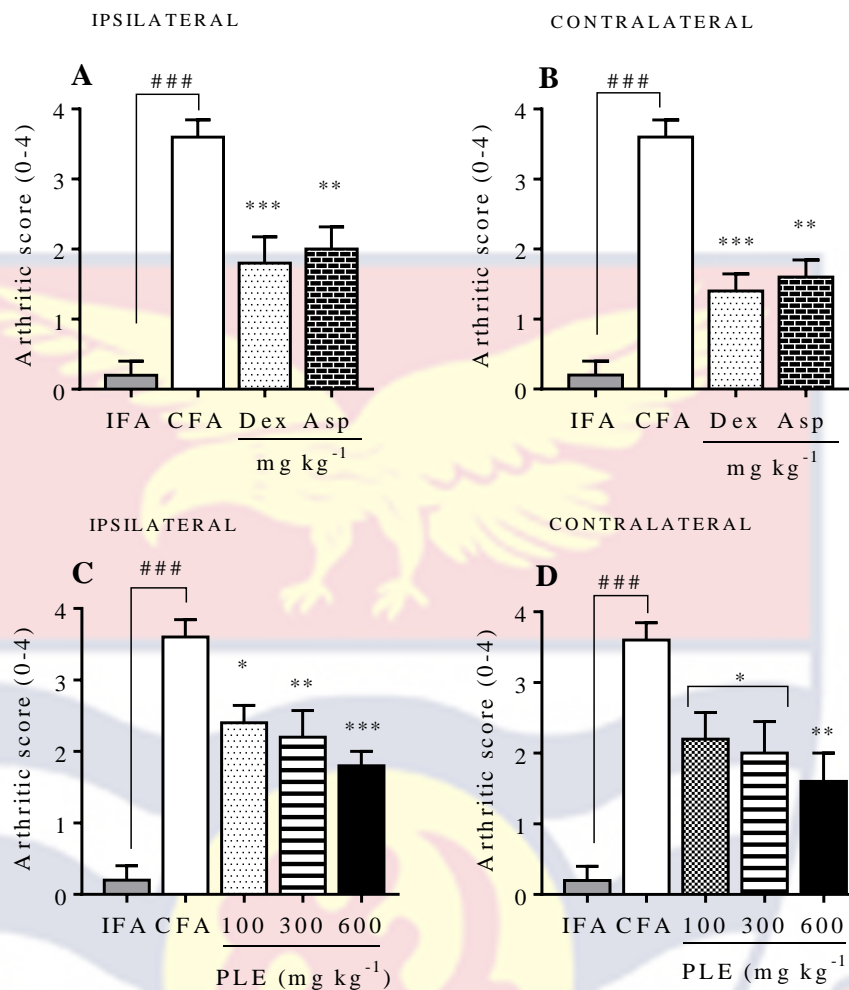 IPSILATERAL
CONTRALATERAL
A
###
Arthritic score (0-4)
4
3
2
1
0
***
**
IFA CFA Dex Asp
mg kg-1
B
###
Arthritic score (0-4)
4
3
2
1
0
***
**
IFA CFA Dex Asp
mg kg-1
IPSILATERAL
CONTRALATERAL
C
###
Arthritic score (0-4)
4
3
2
1
0
*
**
***
IFA CFA 100 300 600
PLE (mg kg-1)
D
###
Arthritic score (0-4)
4
3
2
1
0
*
**
IFA CFA 100 300 600
PLE (mg kg-1